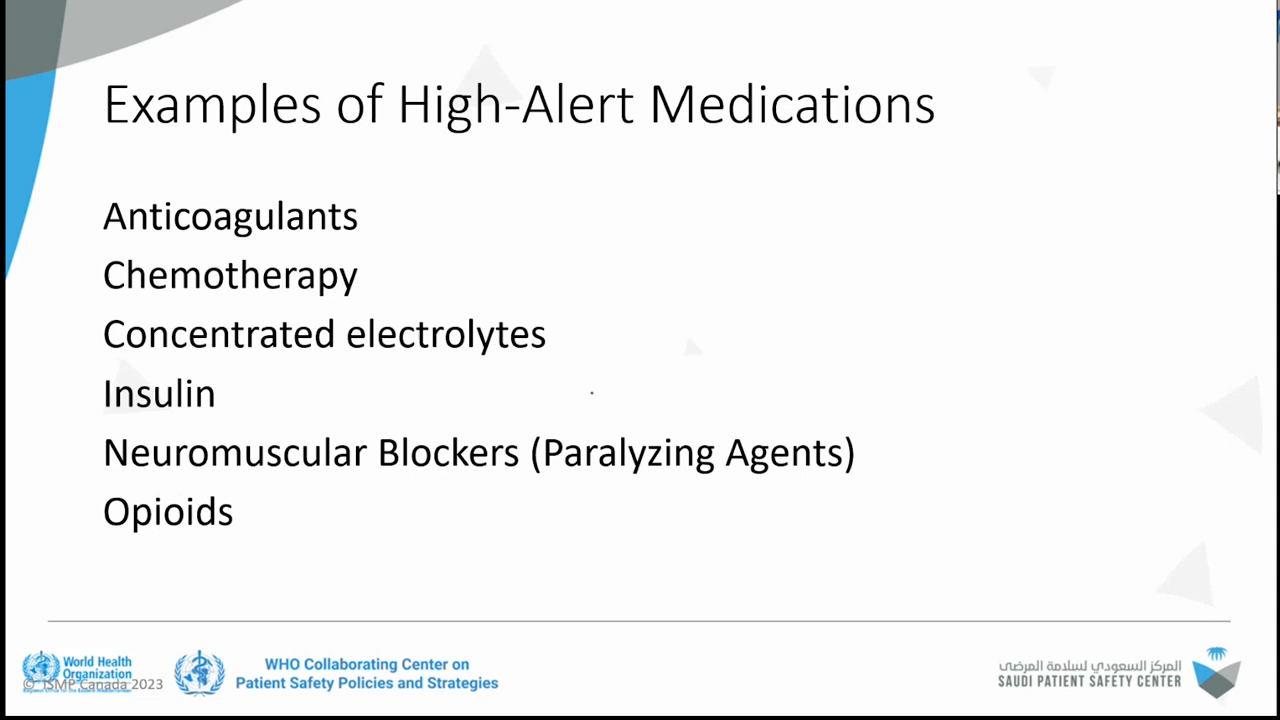 Examples of High-Alert Medications
Anticoagulants
Chemotherapy
Concentrated electrolytes
Insulin
Neuromuscular Blockers (Paralyzing Agents)
Opioids
World Health
Organization
© ISMP Canada 2023
WHO Collaborating Center on
Patient Safety Policies and Strategies
المركز السعودي لسلامة المرضى
SAUDI PATIENT SAFETY CENTER